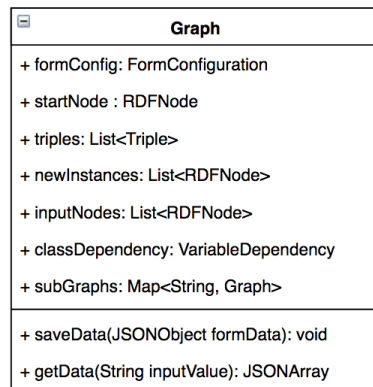 Graph
+ formConfig: FormConfiguration
+ startNode : RDFNode
+ triples: List<Triple>
+ newInstances: List<RDFNode>
+ inputNodes: List<RDFNode>
+ classDependency: VariableDependency
+ subGraphs: Map<String, Graph>
+ saveData(JSONObject formData): void
+ getData(String inputValue): JSONArray